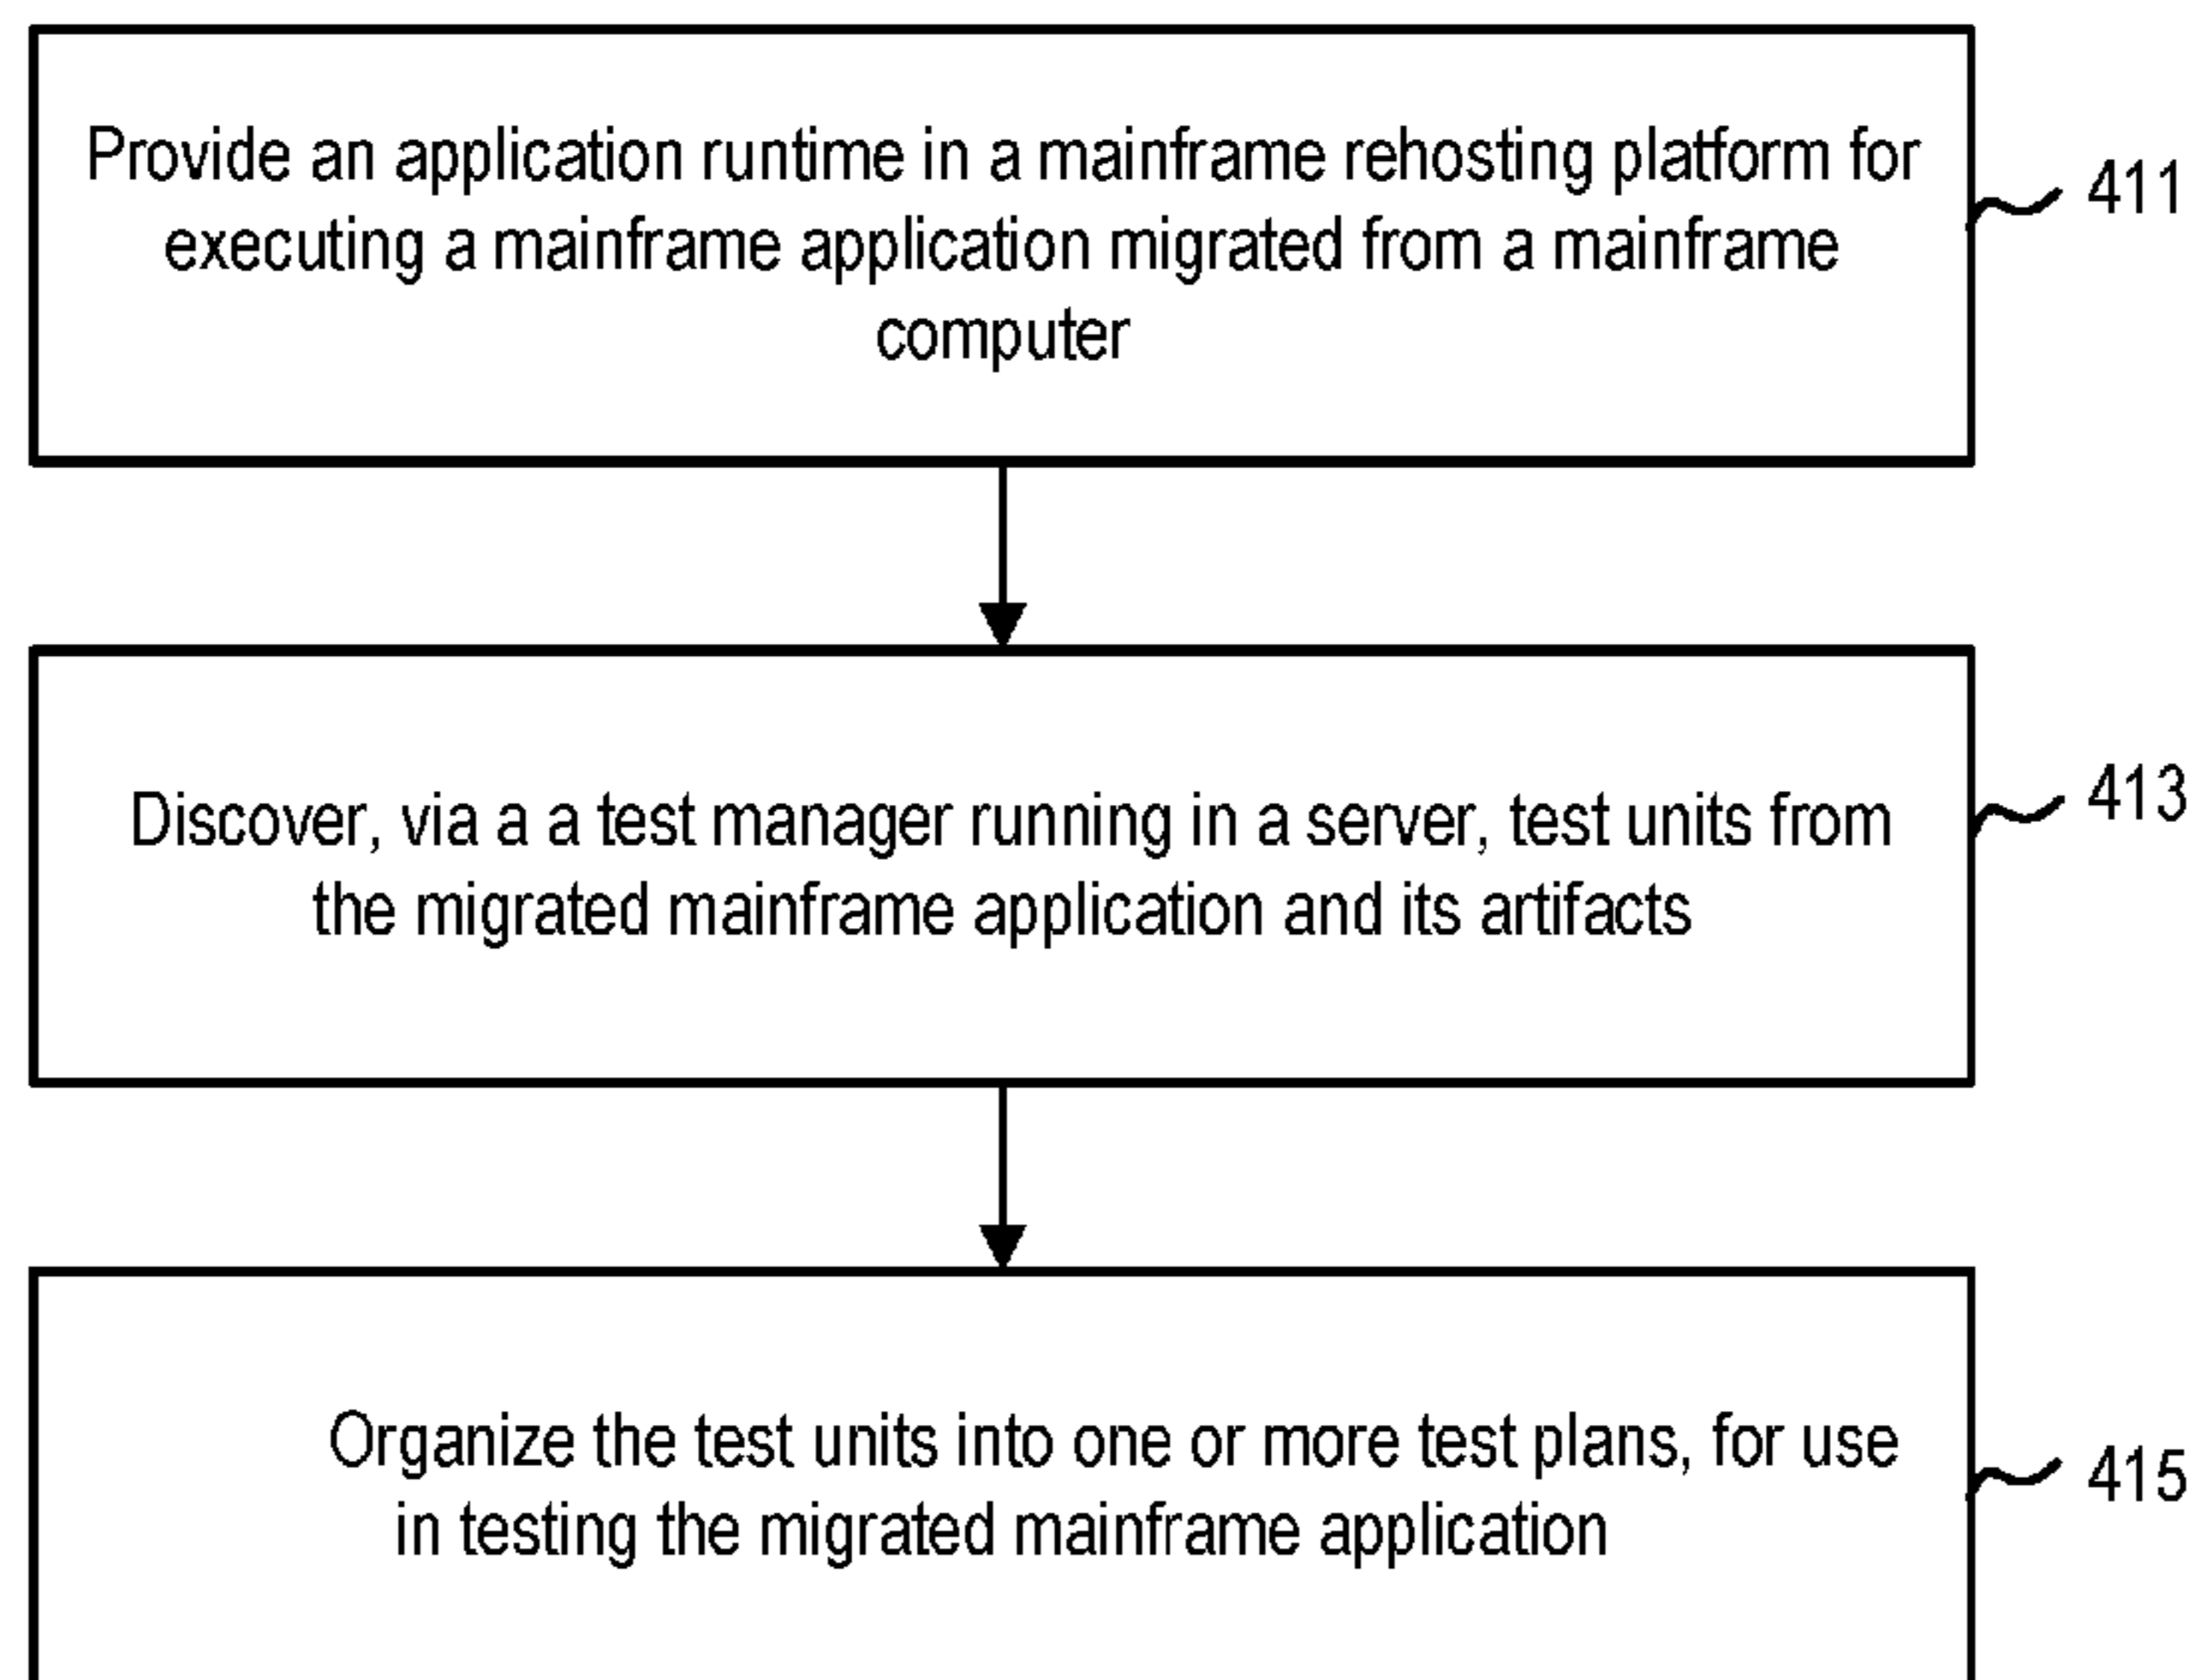 Provide an application runtime in a mainframe rehosting platform for
executing a mainframe application migrated from a mainframe
computer
411
Discover, via a a test manager running in a server, test units from
the migrated mainframe application and its artifacts
413
Organize the test units into one or more test plans, for use
in testing the migrated mainframe application
415